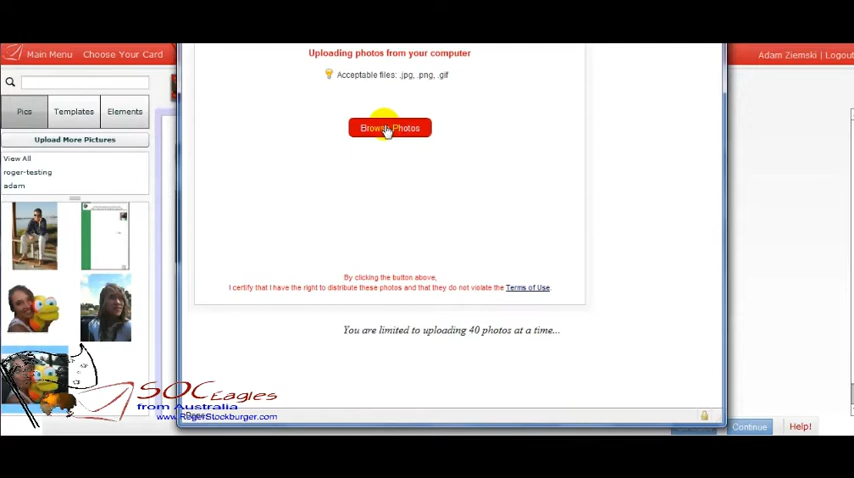 Main Menu Choose Your Card
Adam Ziemski | Logout
Pics Templates Elements
Upload More Pictures
View All
roger-testing
adam
Uploading photos from your computer
Acceptable files: .jpg, .png, .gif
Browse Photos
By clicking the button above,
I certify that I have the right to distribute these photos and that they do not violate the Terms of Use.
You are limited to uploading 40 photos at a time...
SOC Eagles
from Australia
www.RogerStockburger.com
Continue Help!